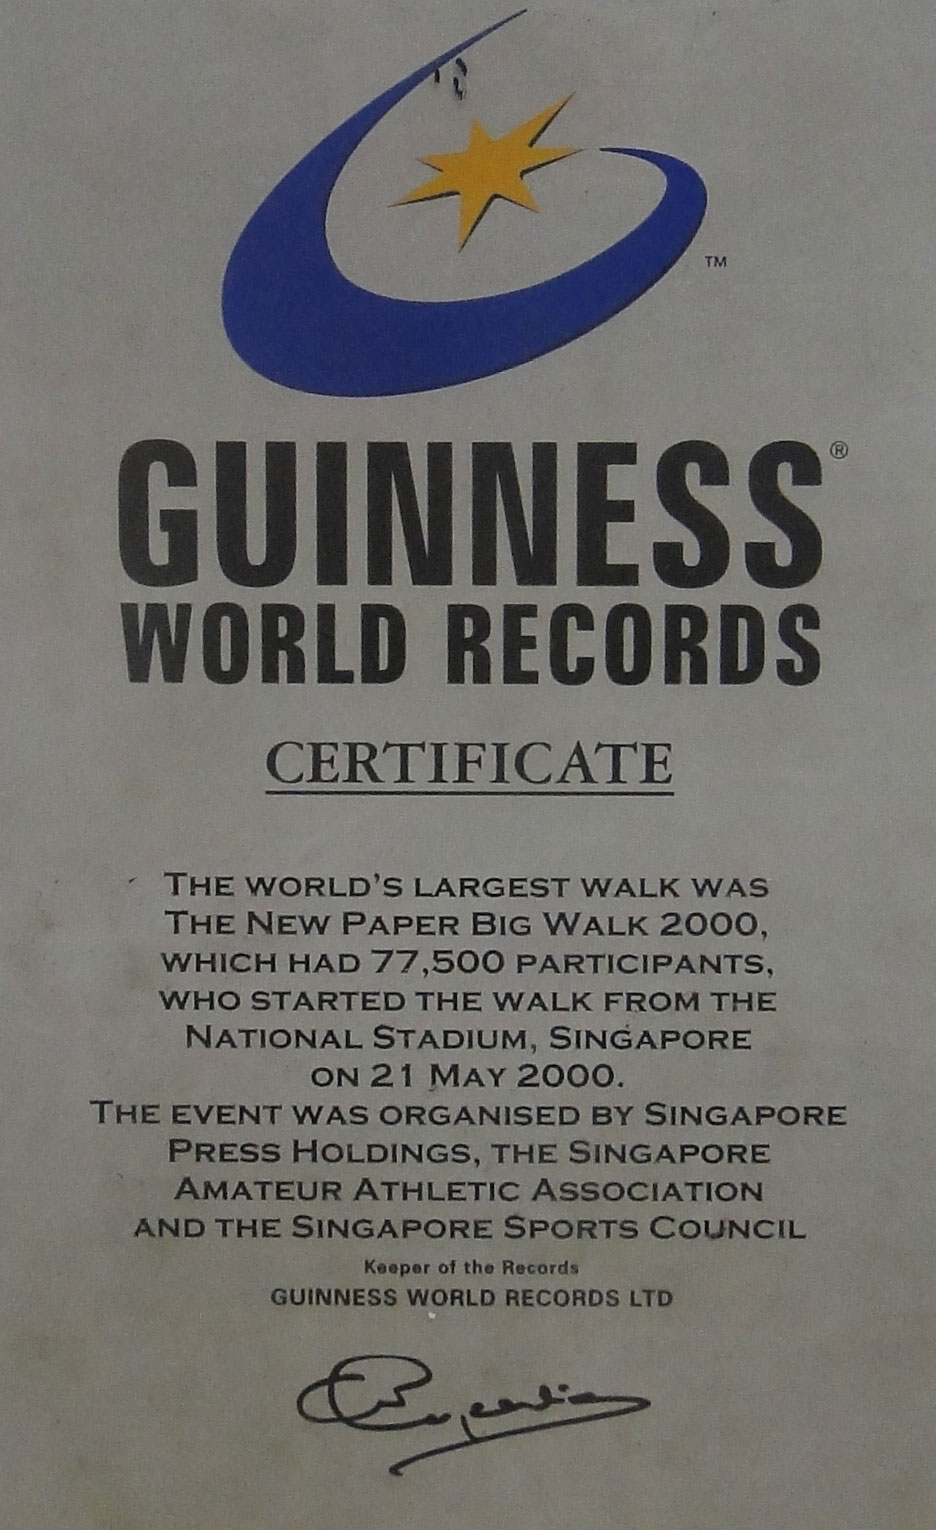 TM
GUINNESS®
WORLD RECORDS
CERTIFICATE
THE WORLD'S LARGEST WALK WAS
THE NEW PAPER BIG WALK 2000,
WHICH HAD 77,500 PARTICIPANTS,
WHO STARTED THE WALK FROM THE
NATIONAL STADIUM, SINGAPORE
ON 21 MAY 2000.
THE EVENT WAS ORGANISED BY SINGAPORE
PRESS HOLDINGS, THE SINGAPORE
AMATEUR ATHLETIC ASSOCIATION
AND THE SINGAPORE SPORTS COUNCIL
Keeper of the Records
GUINNESS WORLD RECORDS LTD